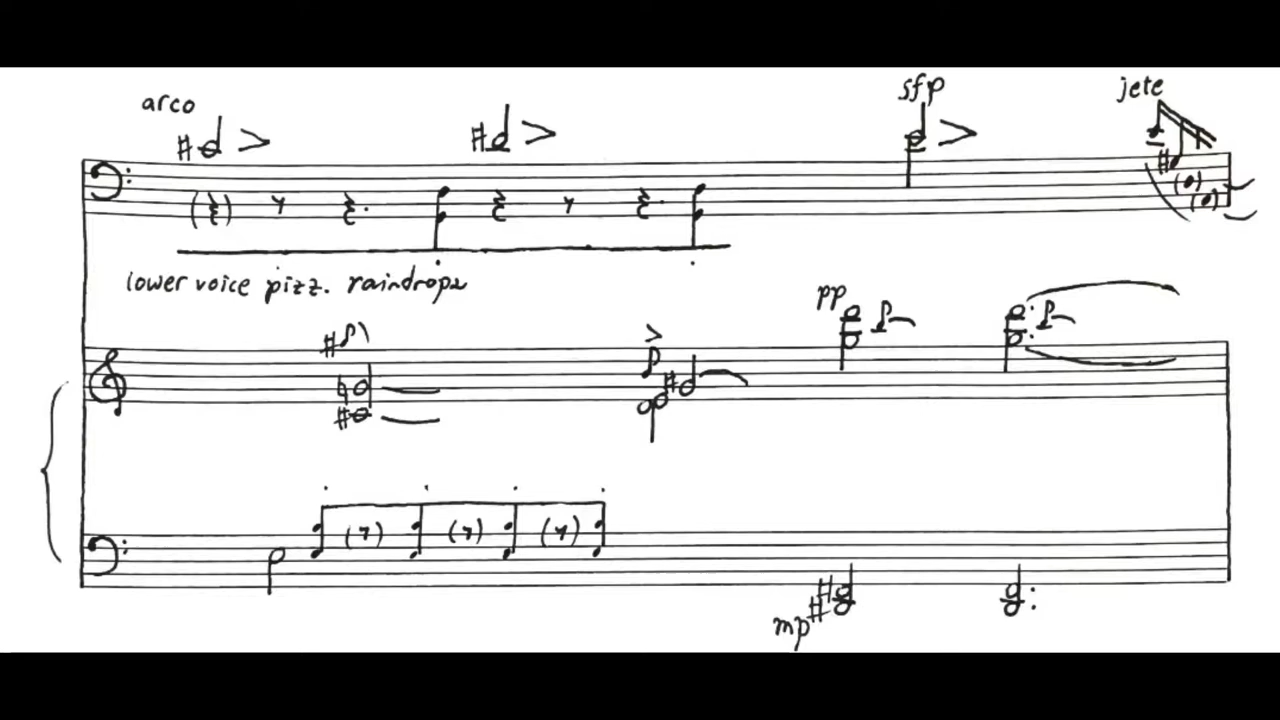 arco
sfp
jete
lower voice pizz. raindrops
pp
mp